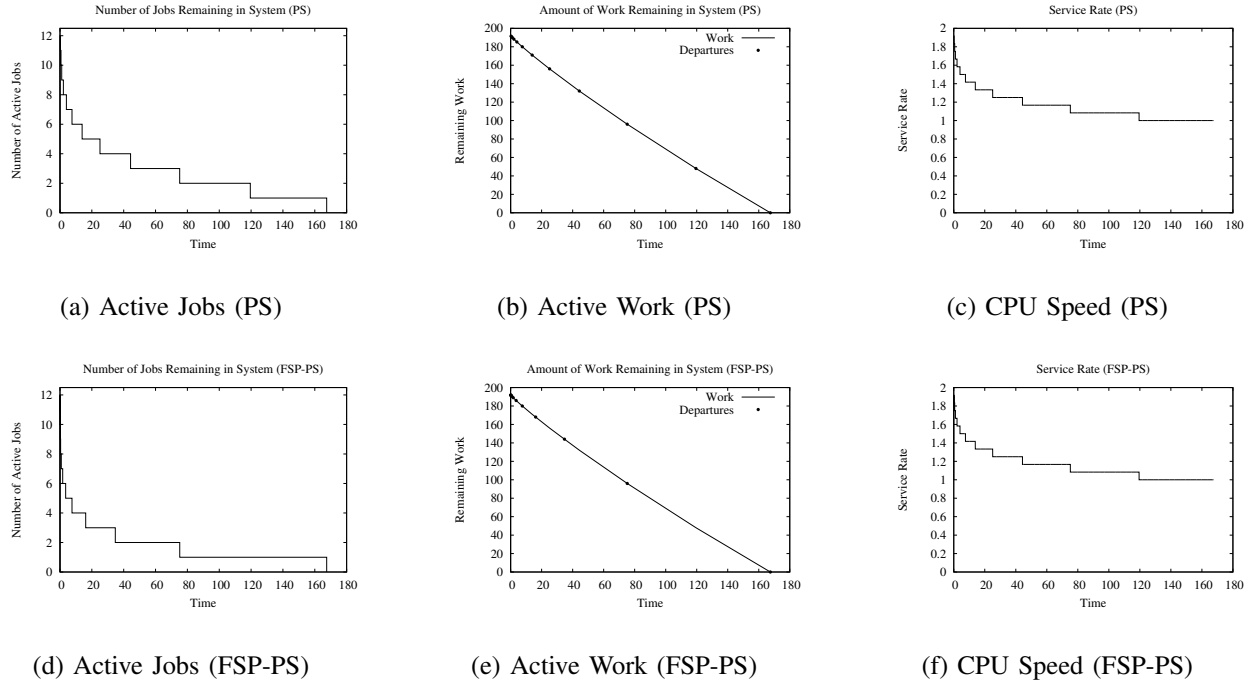 Number of Jobs Remaining in System (PS)
12
10
8
6
4
2
0
0 20 40 60 80 100 120 140 160 180
Number of Active Jobs
Time
(a) Active Jobs (PS)
Amount of Work Remaining in System (PS)
200
180
160
140
120
100
80
60
40
20
0
0 20 40 60 80 100 120 140 160 180
Remaining Work
Time
Work
Departures
(b) Active Work (PS)
Service Rate (PS)
2
1.8
1.6
1.4
1.2
1
0.8
0.6
0.4
0.2
0
0 20 40 60 80 100 120 140 160 180
Service Rate
Time
(c) CPU Speed (PS)
Number of Jobs Remaining in System (FSP-PS)
12
10
8
6
4
2
0
0 20 40 60 80 100 120 140 160 180
Number of Active Jobs
Time
(d) Active Jobs (FSP-PS)
Amount of Work Remaining in System (FSP-PS)
200
180
160
140
120
100
80
60
40
20
0
0 20 40 60 80 100 120 140 160 180
Remaining Work
Time
Work
Departures
(e) Active Work (FSP-PS)
Service Rate (FSP-PS)
2
1.8
1.6
1.4
1.2
1
0.8
0.6
0.4
0.2
0
0 20 40 60 80 100 120 140 160 180
Service Rate
Time
(f) CPU Speed (FSP-PS)